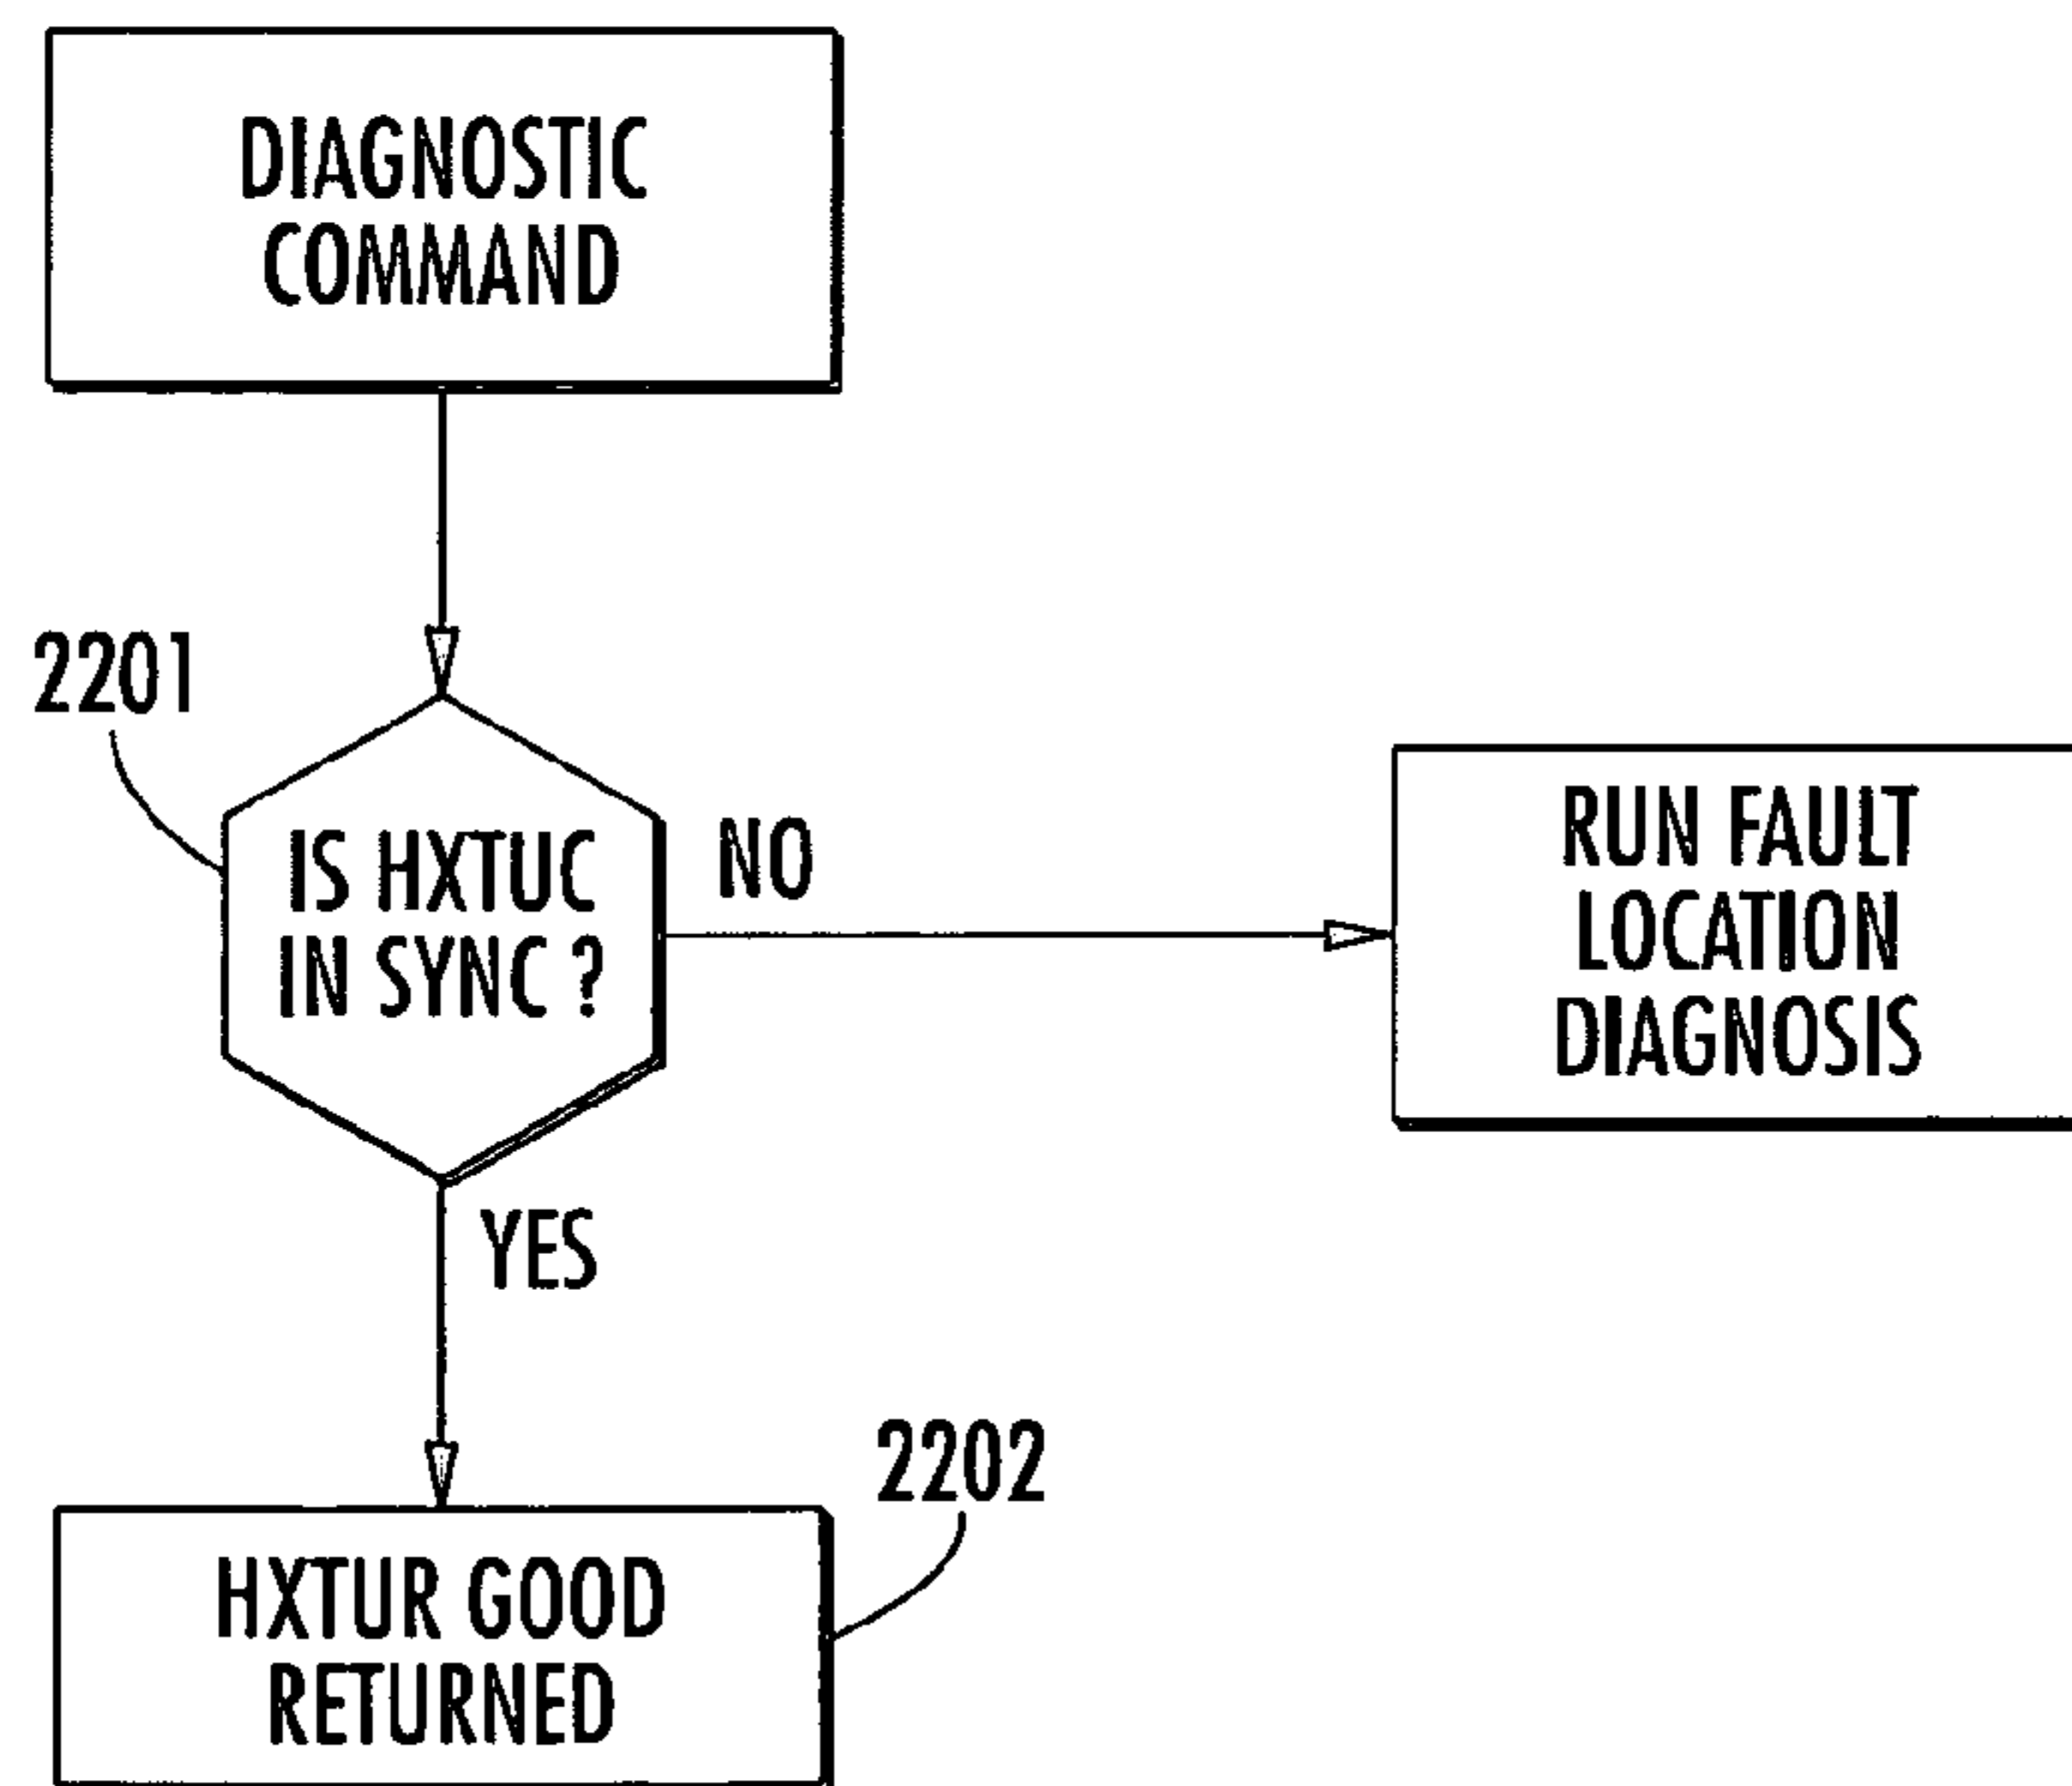 DIAGNOSTIC
COMMAND
2201
IS HXTUC
IN SYNC ?
NO
RUN FAULT
LOCATION
DIAGNOSIS
YES
2202
HXTUR GOOD
RETURNED